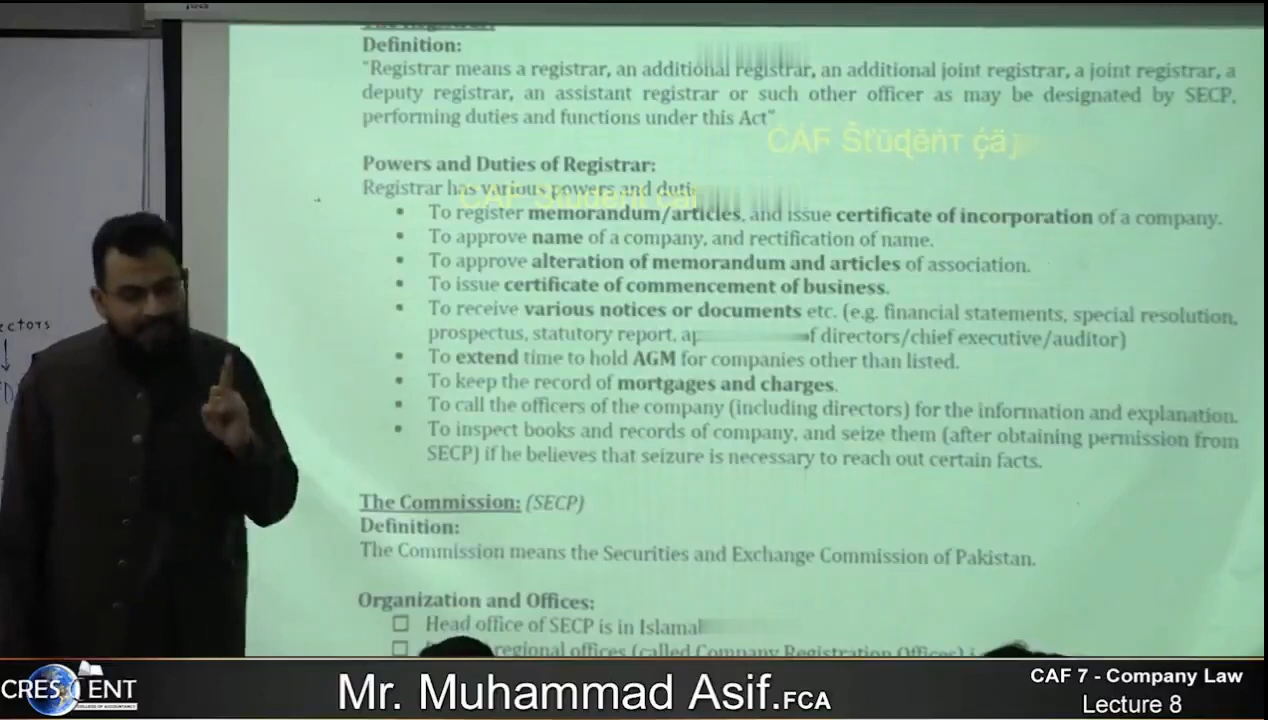 Definition:
"Registrar means a registrar, an additional registrar, an additional joint registrar, a joint registrar, a
deputy registrar, an assistant registrar or such other officer as may be designated by SECP,
performing duties and functions under this Act"
CAF Student
Powers and Duties of Registrar:
Registrar has various powers and duti
CAF Student
• To register memorandum/articles, and issue certificate of incorporation of a company.
• To approve name of a company, and rectification of name.
• To approve alteration of memorandum and articles of association.
• To issue certificate of commencement of business.
• To receive various notices or documents etc. (e.g. financial statements, special resolution,
prospectus, statutory report, ap f directors/chief executive/auditor)
• To extend time to hold AGM for companies other than listed.
• To keep the record of mortgages and charges.
• To call the officers of the company (including directors) for the information and explanation.
• To inspect books and records of company, and seize them (after obtaining permission from
SECP) if he believes that seizure is necessary to reach out certain facts.
ectors
The Commission: (SECP)
Definition:
The Commission means the Securities and Exchange Commission of Pakistan.
Organization and Offices:
☐ Head office of SECP is in Islama
☐ regional offices (called Company Registration Offices)
CRESCENT
COLLEGE OF ACCOUNTANCY
Mr. Muhammad Asif.FCA
CAF 7 - Company Law
Lecture 8